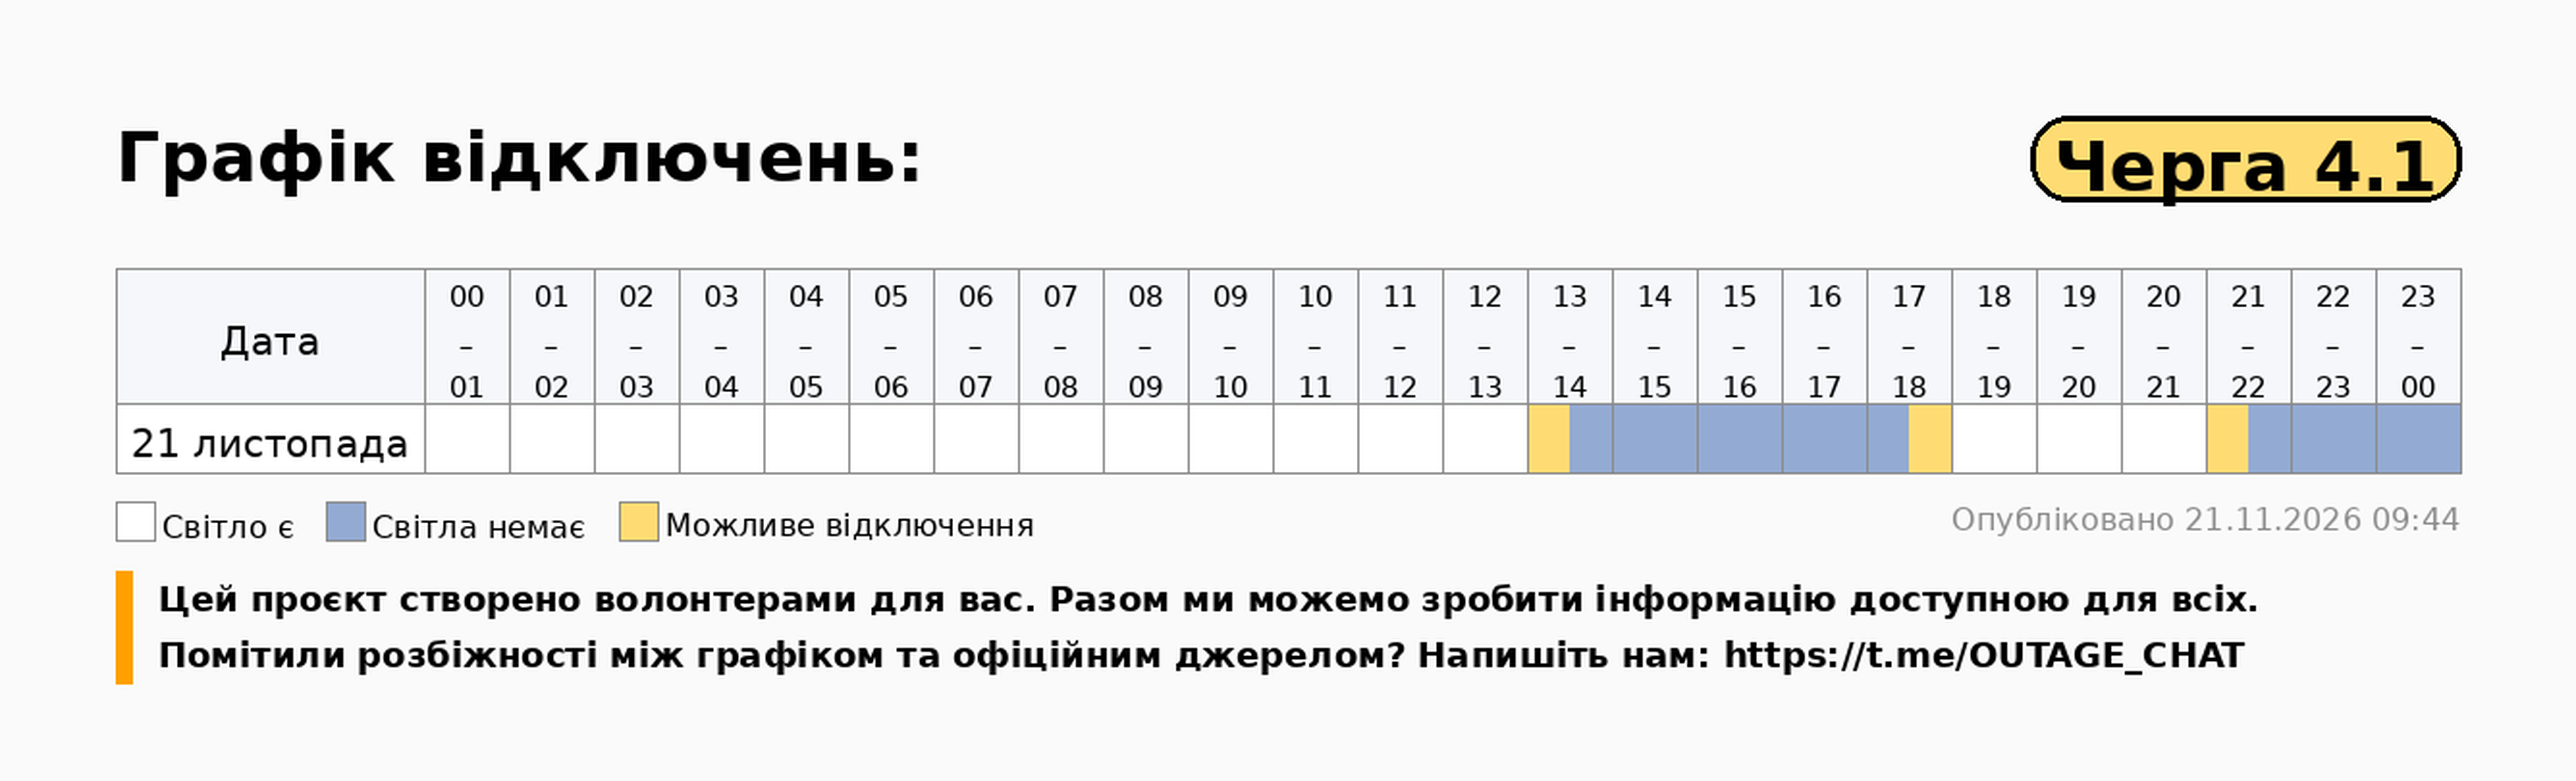 Графік відключень:
Черга 4.1
Дата
00 – 01
01 – 02
02 – 03
03 – 04
04 – 05
05 – 06
06 – 07
07 – 08
08 – 09
09 – 10
10 – 11
11 – 12
12 – 13
13 – 14
14 – 15
15 – 16
16 – 17
17 – 18
18 – 19
19 – 20
20 – 21
21 – 22
22 – 23
23 – 00
21 листопада
Світло є
Світла немає
Можливе відключення
Опубліковано 21.11.2026 09:44
Цей проєкт створено волонтерами для вас. Разом ми можемо зробити інформацію доступною для всіх.
Помітили розбіжності між графіком та офіційним джерелом? Напишіть нам: https://t.me/OUTAGE_CHAT